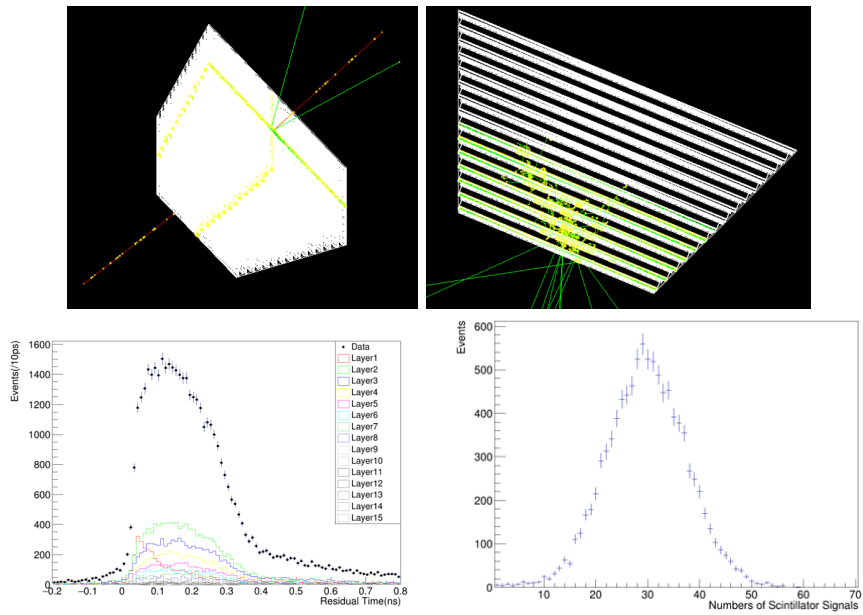 Events(/10ps)
1600
1400
1200
1000
800
600
400
200
0
−0.2 −0.1 0 0.1 0.2 0.3 0.4 0.5 0.6 0.7 0.8
Residual Time(ns)
Data
Layer1
Layer2
Layer3
Layer4
Layer5
Layer6
Layer7
Layer8
Layer9
Layer10
Layer11
Layer12
Layer13
Layer14
Layer15
Events
600
500
400
300
200
100
0
10 20 30 40 50 60 70
Numbers of Scintillator Signals